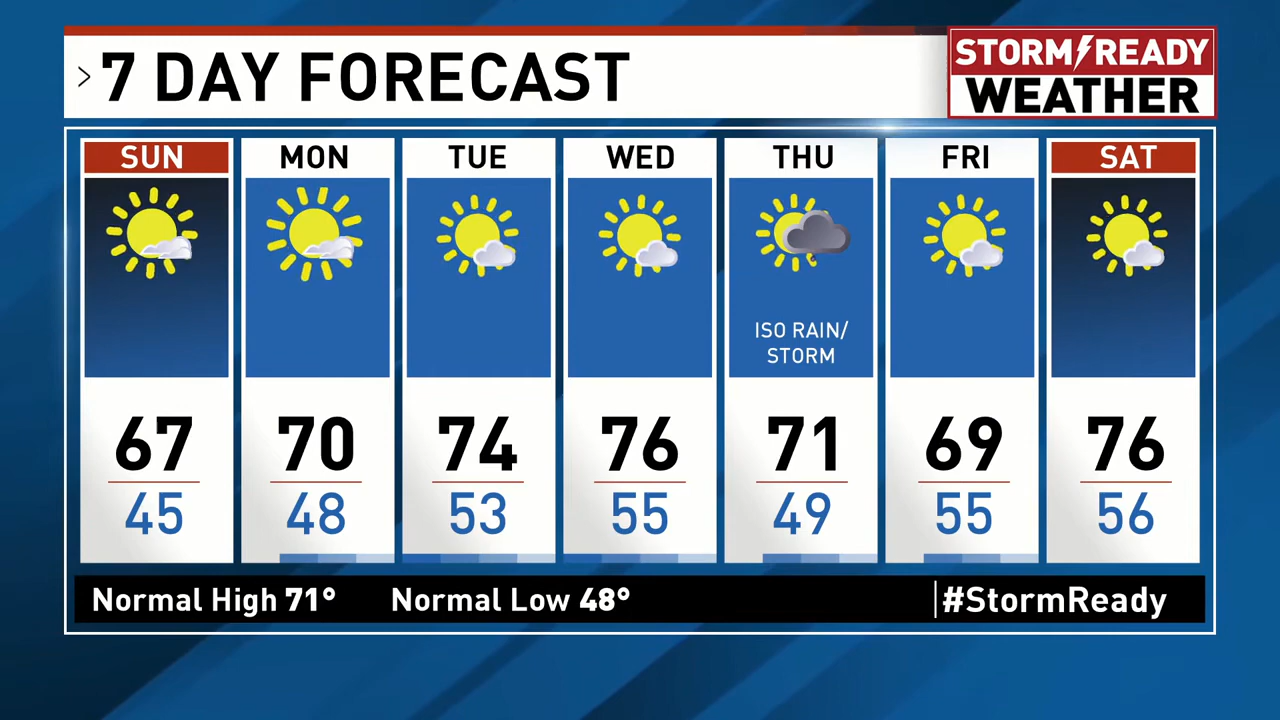 > 7 DAY FORECAST
STORM READY
WEATHER
SUN MON TUE WED THU FRI SAT
ISO RAIN/
STORM
67 70 74 76 71 69 76
45 48 53 55 49 55 56
Normal High 71° Normal Low 48° #StormReady